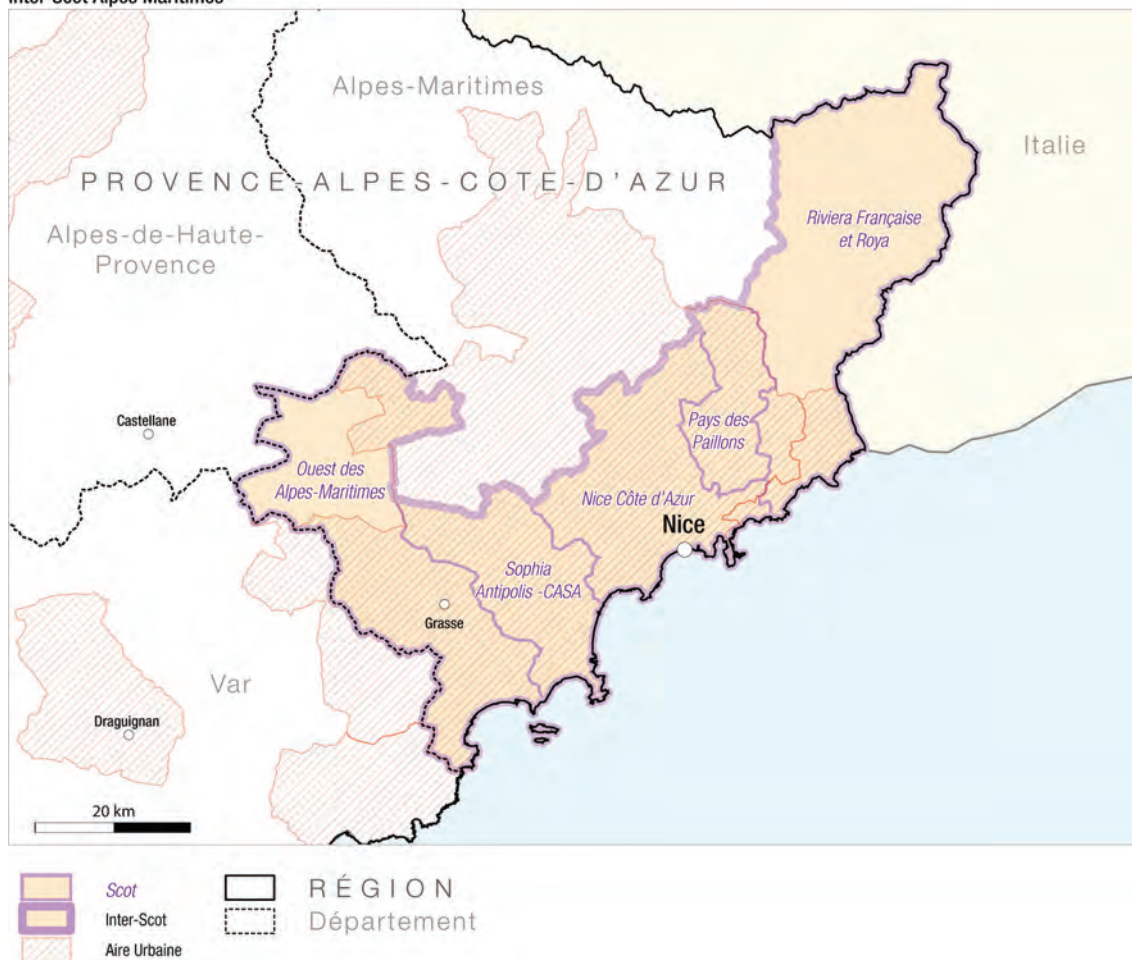 Inter-Scot Alpes Maritimes
Alpes-Maritimes
Italie
PROVENCE-ALPES-COTE-D'AZUR
Riviera Française
et Roya
Alpes-de-Haute-
Provence
Castellane
Pays des
Paillons
Ouest des
Alpes-Maritimes
Nice Côte d'Azur
Nice
Sophia
Antipolis -CASA
Grasse
Var
Draguignan
20 km
Scot
RÉGION
Inter-Scot
Département
Aire Urbaine